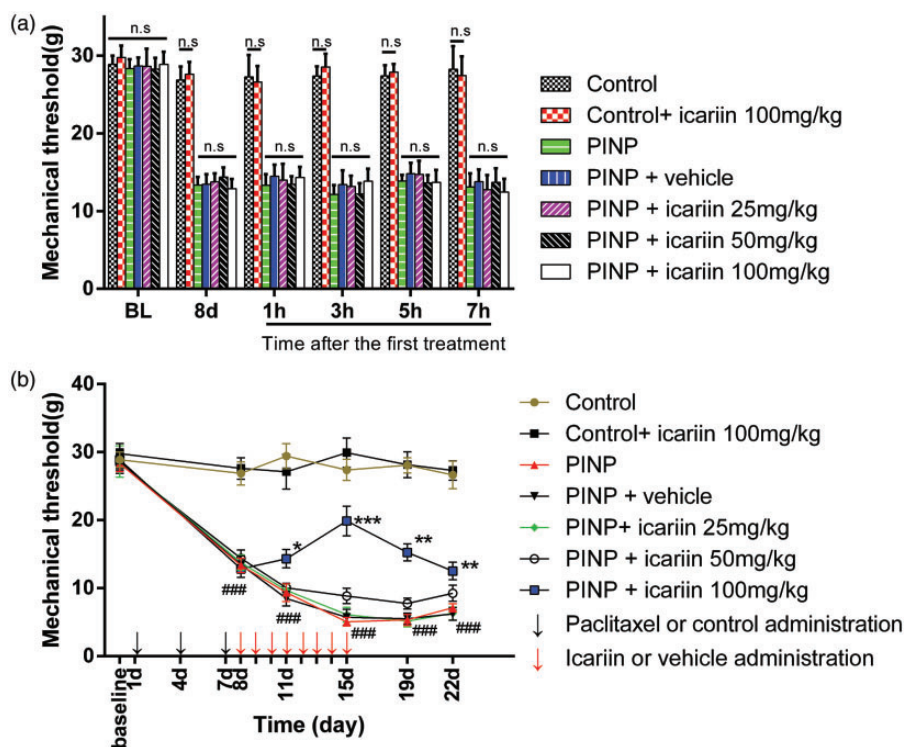 (a)
Mechanical threshold(g)
40
30
20
10
0
n.s
n.s
n.s
n.s
n.s
n.s
n.s
n.s
n.s
n.s
n.s
BL
8d
1h
3h
5h
7h
Time after the first treatment
Control
Control+ icariin 100mg/kg
PINP
PINP + vehicle
PINP + icariin 25mg/kg
PINP + icariin 50mg/kg
PINP + icariin 100mg/kg
(b)
Mechanical threshold(g)
40
30
20
10
0
*
***
**
**
###
###
###
###
###
baseline
1d
4d
7d
8d
11d
15d
19d
22d
Time (day)
Control
Control+ icariin 100mg/kg
PINP
PINP + vehicle
PINP+ icariin 25mg/kg
PINP + icariin 50mg/kg
PINP + icariin 100mg/kg
Paclitaxel or control administration
Icariin or vehicle administration